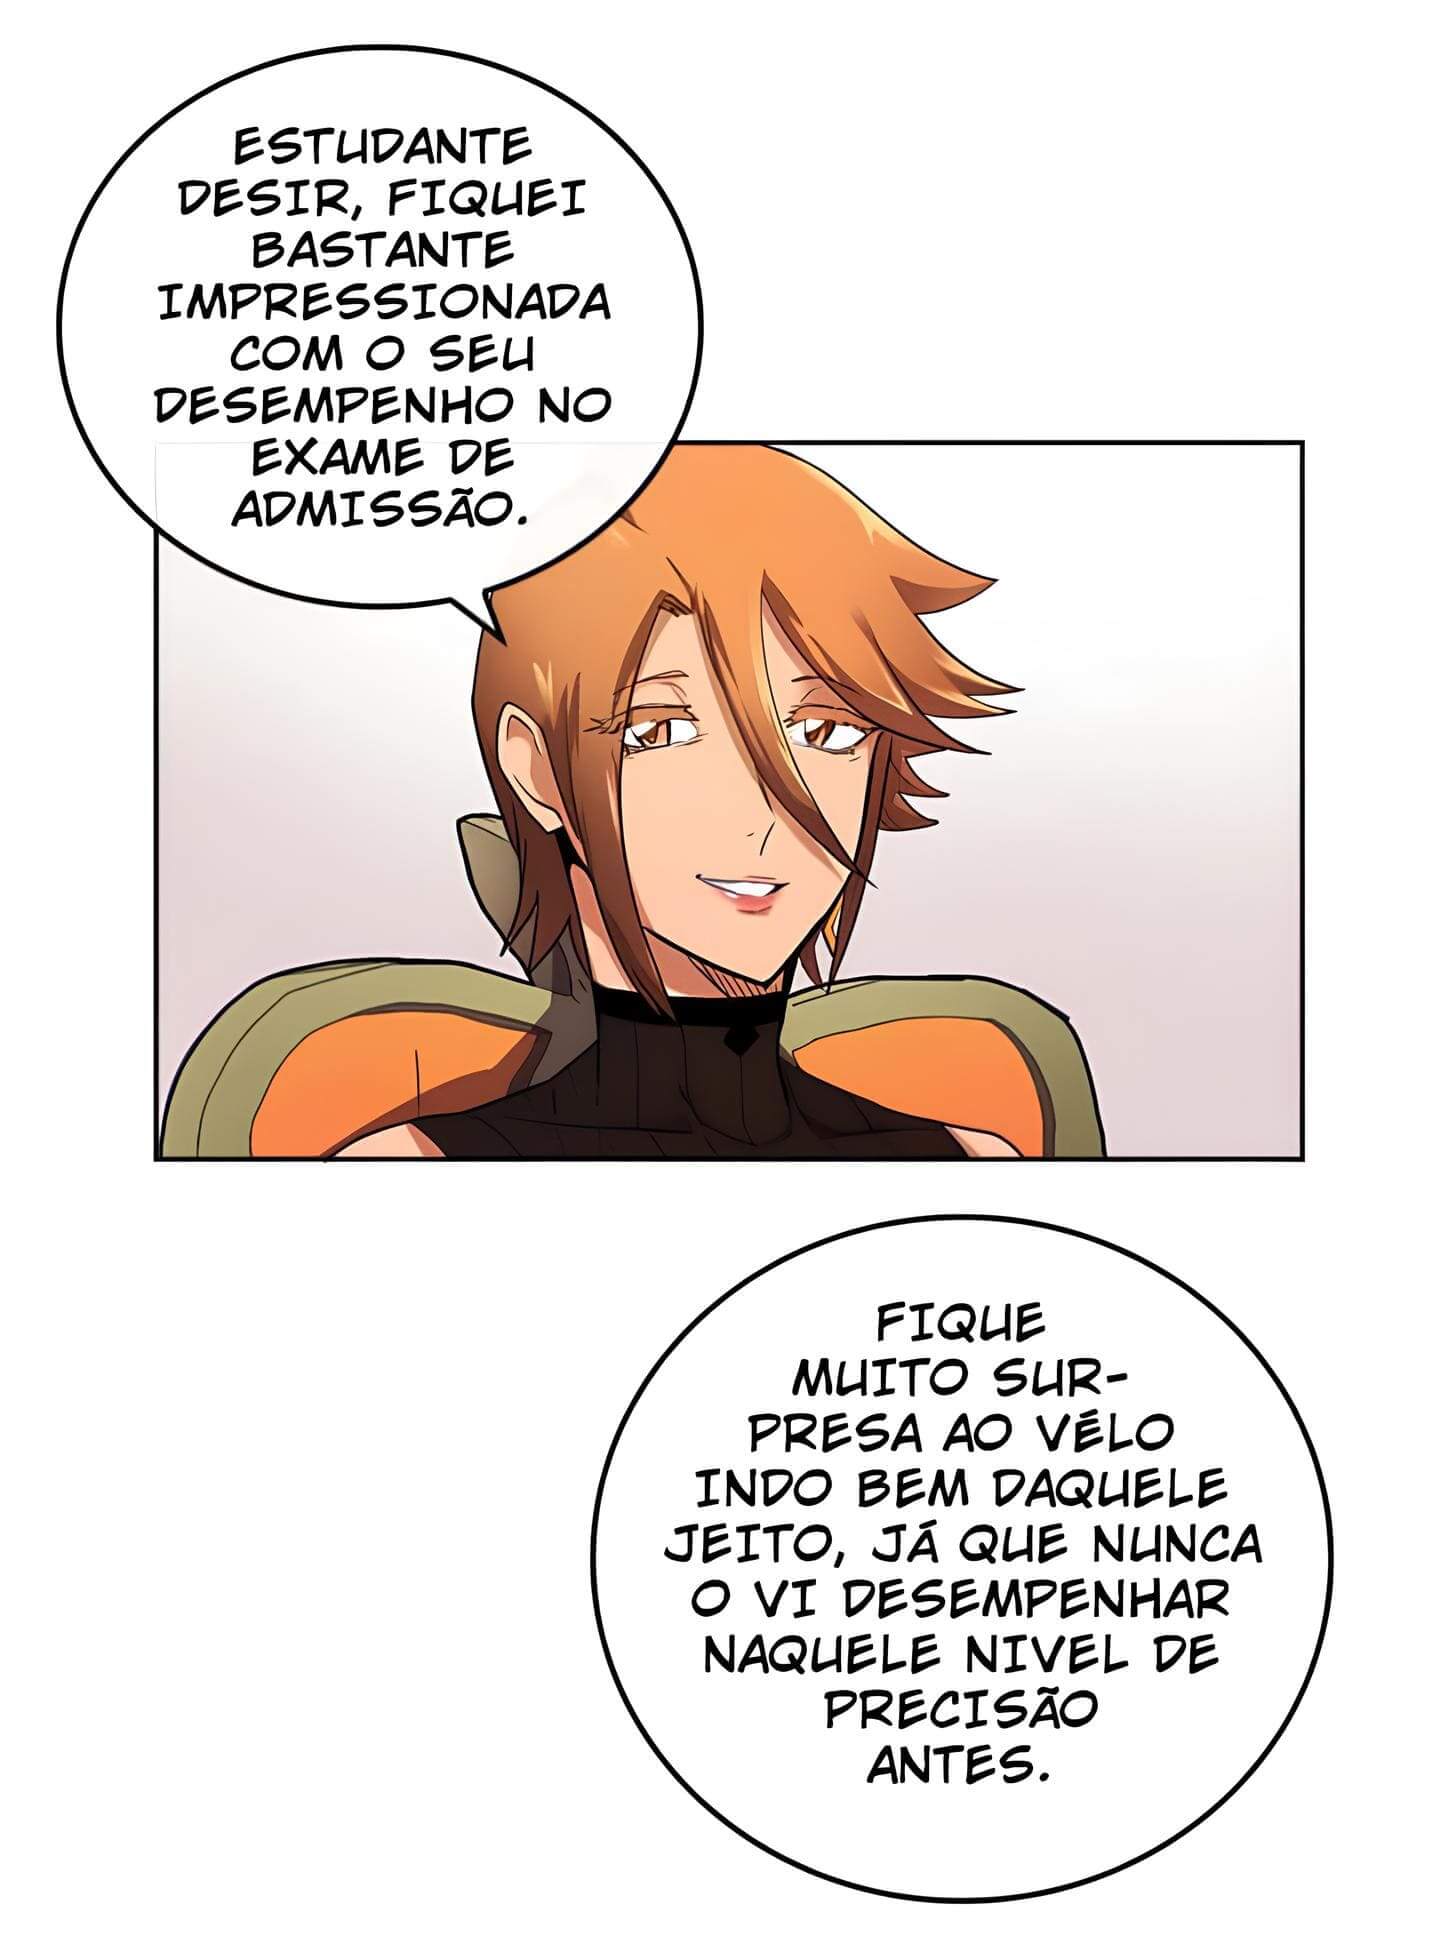 ESTUDANTE
DESIR, FIQUEI
BASTANTE
IMPRESSIONADA
COM O SEU
DESEMPENHO NO
EXAME DE
ADMISSÃO.
FIQUE
MUITO SUR-
PRESA AO VÉLO
INDO BEM DAQUELE
JEITO, JÁ QUE NUNCA
O VI DESEMPENHAR
NAQUELE NIVEL DE
PRECISÃO
ANTES.